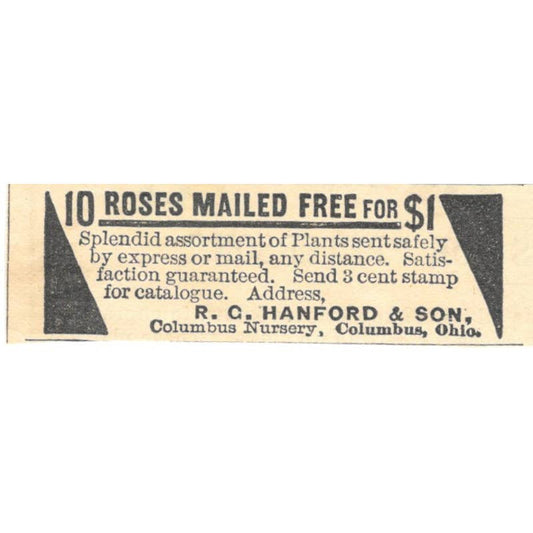 10 ROSES MAILED FREE FOR $1
Splendid assortment of Plants sent safely
by express or mail, any distance. Satis-
faction guaranteed. Send 3 cent stamp
for catalogue. Address,
R. G. HANFORD & SON,
Columbus Nursery, Columbus, Ohio.